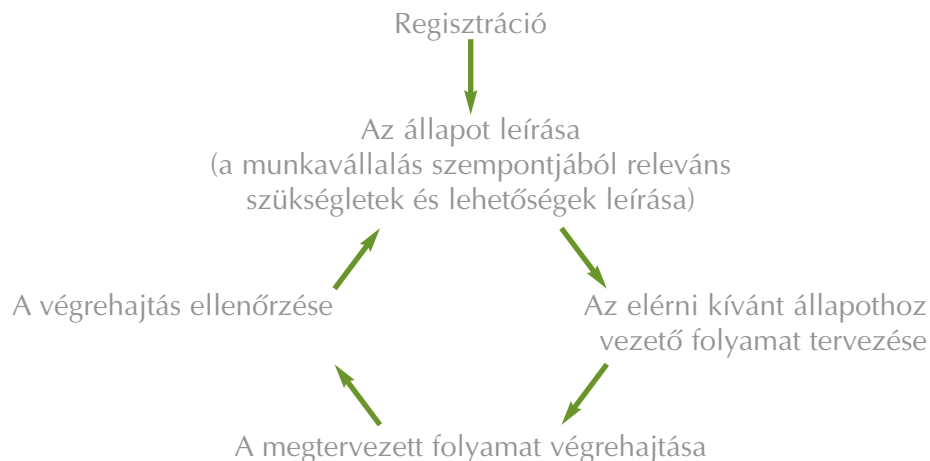 Regisztráció
Az állapot leírása
(a munkavállalás szempontjából releváns
szükségletek és lehetőségek leírása)
A végrehajtás ellenőrzése
Az elérni kívánt állapothoz
vezető folyamat tervezése
A megtervezett folyamat végrehajtása